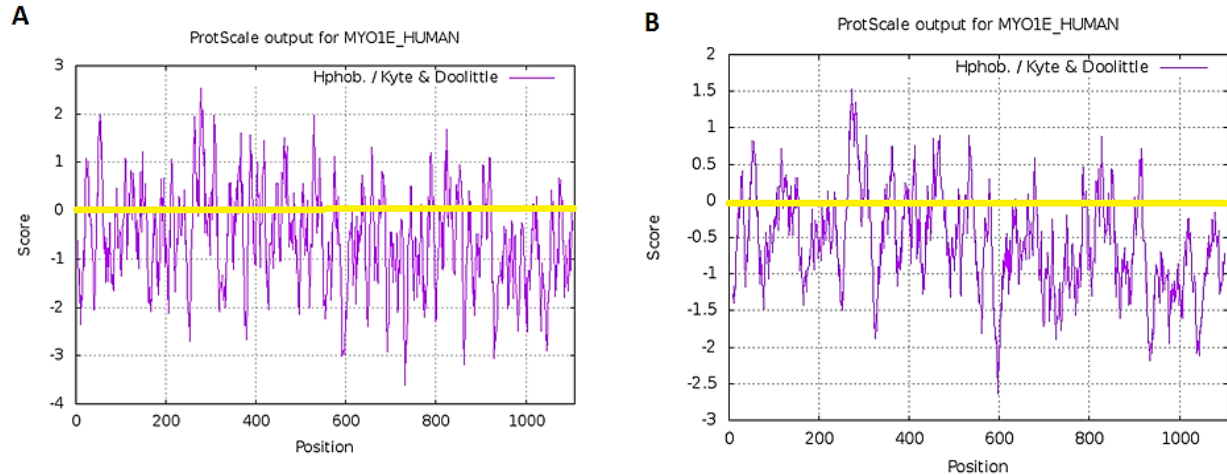 A
ProtScale output for MYO1E_HUMAN
Hphob. / Kyte & Doolittle
3
2
1
0
-1
-2
-3
-4
Score
0 200 400 600 800 1000
Position
B
ProtScale output for MYO1E_HUMAN
Hphob. / Kyte & Doolittle
2
1.5
1
0.5
0
-0.5
-1
-1.5
-2
-2.5
-3
Score
0 200 400 600 800 1000
Position